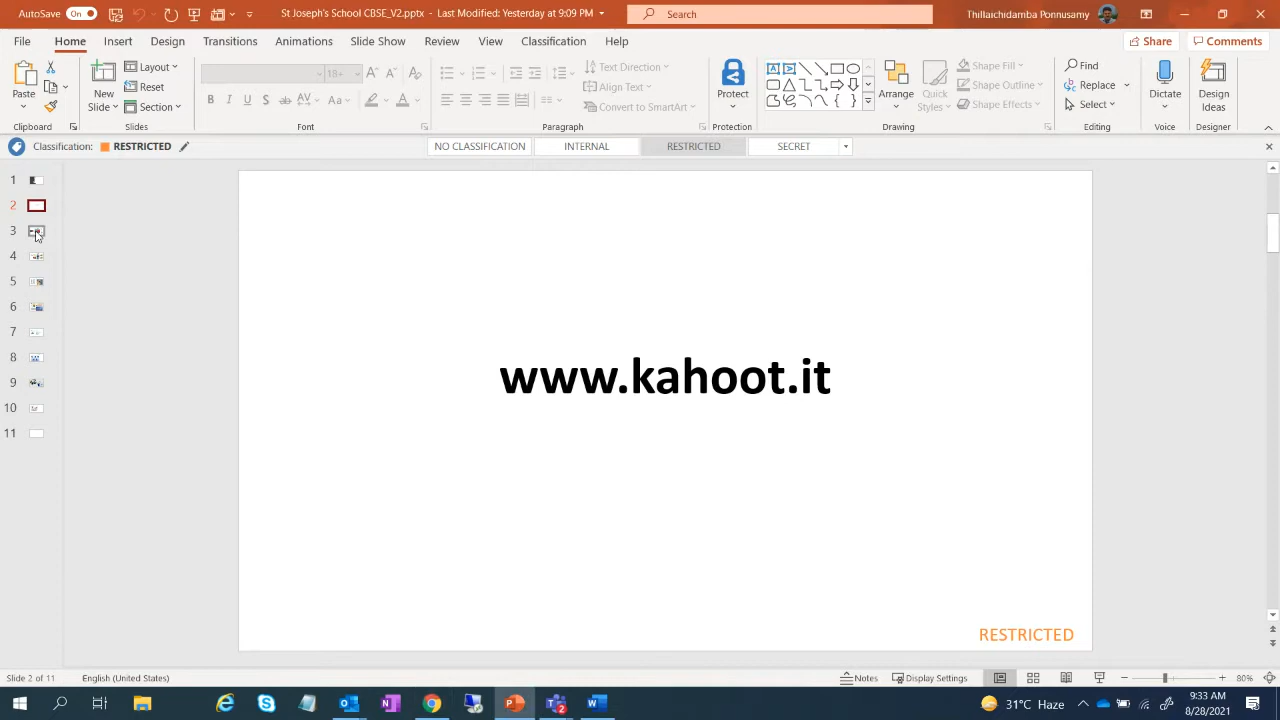 AutoSave On St Joseph's School CBSE_V2.pptx - Last Modified: Yesterday at 9:09 PM Search Thillaichidamba Ponnusamy
File Home Insert Design Transitions Animations Slide Show Review View Classification Help Share Comments
Paste New Slide Layout Reset Section 18+ Text Direction Align Text Convert to SmartArt Protect Arrange Quick Styles Shape Fill Shape Outline Shape Effects Find Replace Select Dictate Design Ideas
Clipboard Slides Font Paragraph Protection Drawing Editing Voice Designer
Classification: RESTRICTED NO CLASSIFICATION INTERNAL RESTRICTED SECRET
1
2
3
4
5
6
7
8
9
10
11
www.kahoot.it
RESTRICTED
Slide 2 of 11 English (United States) Notes Display Settings 80%
31°C Haze 9:33 AM
8/28/2021